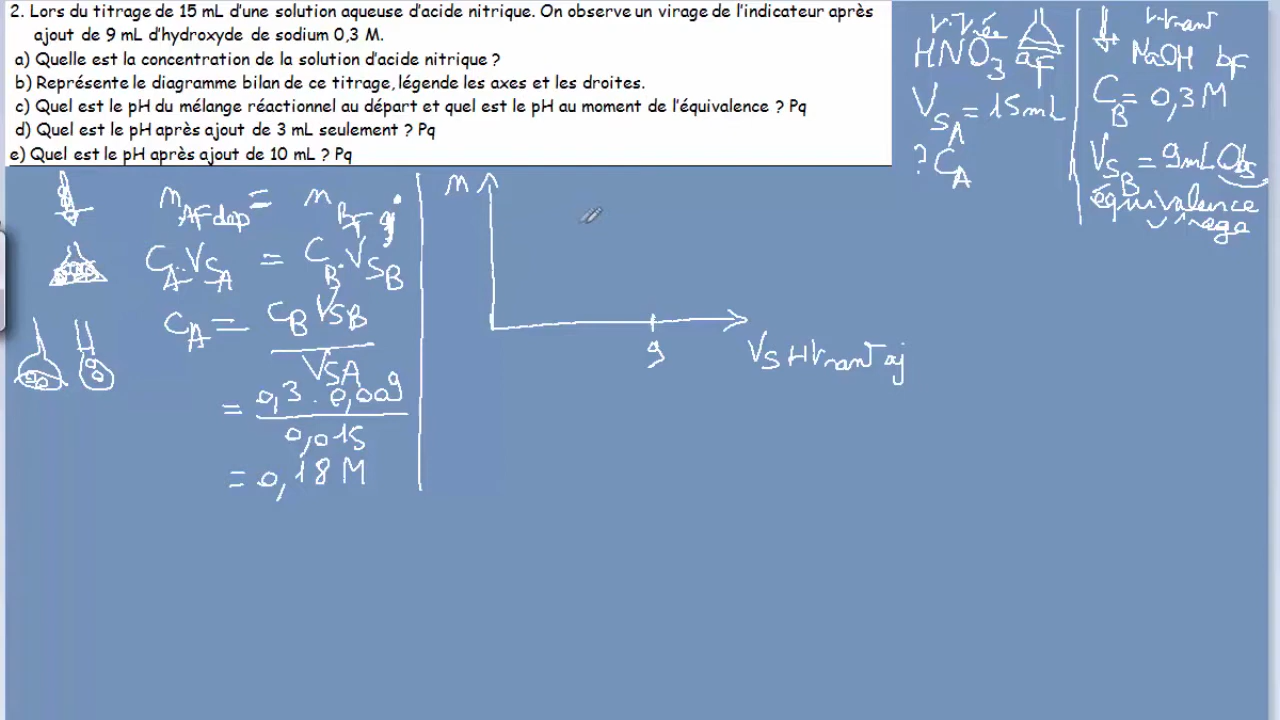 2. Lors du titrage de 15 mL d'une solution aqueuse d'acide nitrique. On observe un virage de l'indicateur après
ajout de 9 mL d'hydroxyde de sodium 0,3 M.
a) Quelle est la concentration de la solution d'acide nitrique ?
b) Représente le diagramme bilan de ce titrage, légende les axes et les droites.
c) Quel est le pH du mélange réactionnel au départ et quel est le pH au moment de l'équivalence ? Pq
d) Quel est le pH après ajout de 3 mL seulement ? Pq
e) Quel est le pH après ajout de 10 mL ? Pq
HNO3 aF
VSA = 15 mL
? CA
NaOH bF
CB = 0,3 M
VSB = 9 mL
équivalence
virage
nAF dep = nBF aj
CA.VSA = CB.VSB
CA = CB VSB
VSA
= 0,3 . 0,009
0,015
= 0,18 M
n
9